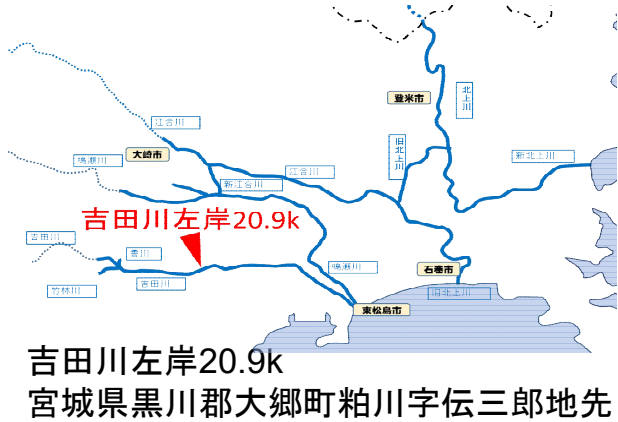 登米市
北上川
江合川
大崎市
鳴瀬川
旧北上川
新北上川
江合川
新江合川
吉田川左岸20.9k
吉田川
善川
竹林川
吉田川
鳴瀬川
石巻市
旧北上川
東松島市
吉田川左岸20.9k
宮城県黒川郡大郷町粕川字伝三郎地先